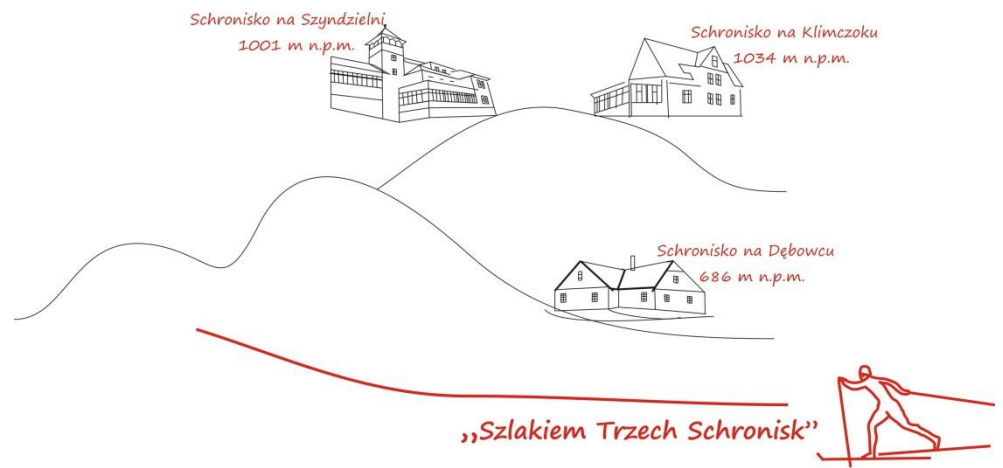 Schronisko na Szyndzielni
1001 m n.p.m.
Schronisko na Klimczoku
1034 m n.p.m.
Schronisko na Dębowcu
686 m n.p.m.
,,Szlakiem Trzech Schronisk”